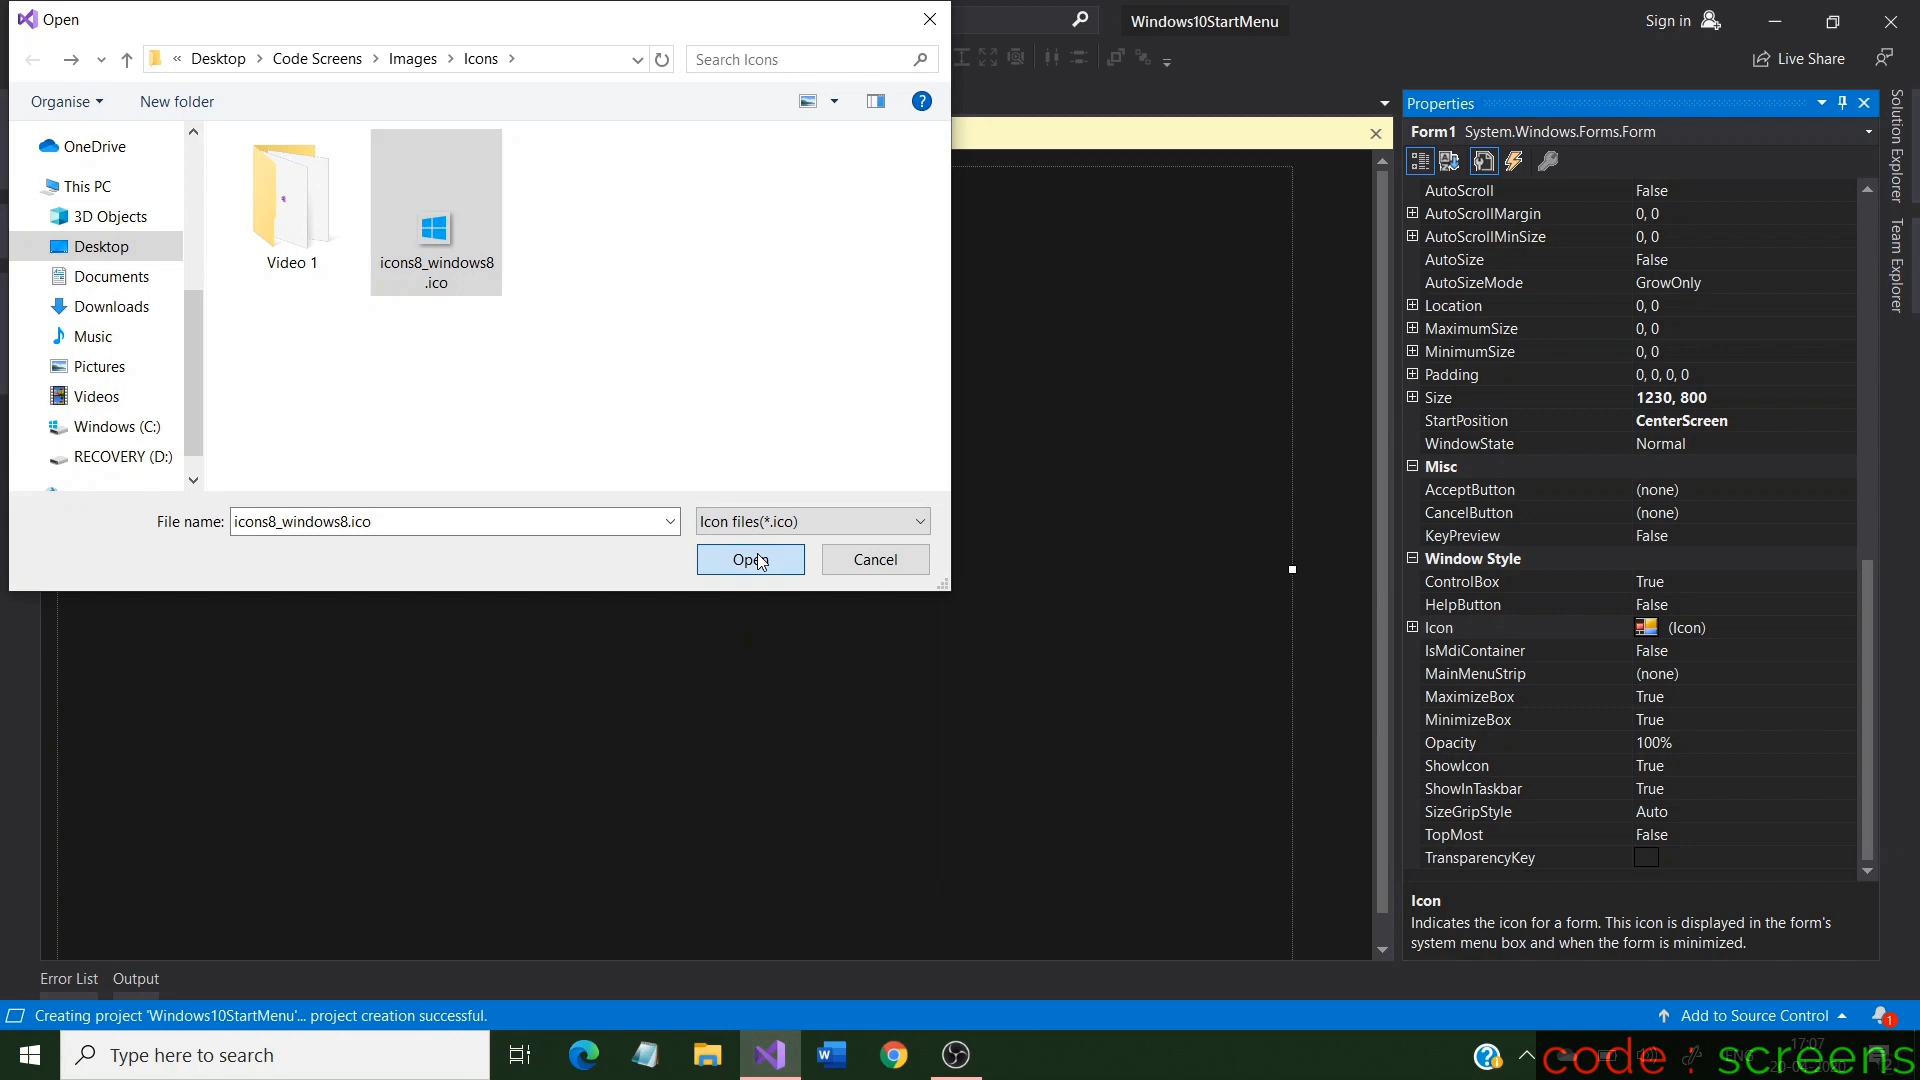 Open
Windows10StartMenu
Sign in
« Desktop > Code Screens > Images > Icons >
Search Icons
Live Share
Organise
New folder
OneDrive
This PC
3D Objects
Desktop
Documents
Downloads
Music
Pictures
Videos
Windows (C:)
RECOVERY (D:)
Video 1
icons8_windows8
.ico
File name: icons8_windows8.ico
Icon files(*.ico)
Open
Cancel
Properties
Form1 System.Windows.Forms.Form
AutoScroll False
AutoScrollMargin 0, 0
AutoScrollMinSize 0, 0
AutoSize False
AutoSizeMode GrowOnly
Location 0, 0
MaximumSize 0, 0
MinimumSize 0, 0
Padding 0, 0, 0, 0
Size 1230, 800
StartPosition CenterScreen
WindowState Normal
Misc
AcceptButton (none)
CancelButton (none)
KeyPreview False
Window Style
ControlBox True
HelpButton False
Icon (Icon)
IsMdiContainer False
MainMenuStrip (none)
MaximizeBox True
MinimizeBox True
Opacity 100%
ShowIcon True
ShowInTaskbar True
SizeGripStyle Auto
TopMost False
TransparencyKey
Icon
Indicates the icon for a form. This icon is displayed in the form's
system menu box and when the form is minimized.
Solution Explorer
Team Explorer
Error List
Output
Creating project 'Windows10StartMenu'... project creation successful.
Add to Source Control
1
Type here to search
code : screens
17:07
ENG